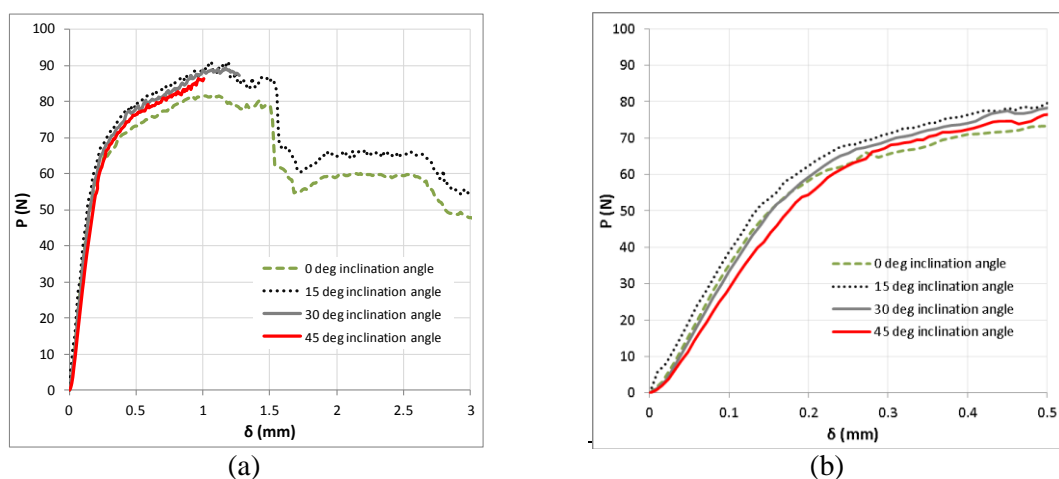 100
90
80
70
60
50
40
30
20
10
0
P (N)
0 deg inclination angle
15 deg inclination angle
30 deg inclination angle
45 deg inclination angle
0 0.5 1 1.5 2 2.5 3
δ (mm)
(a)
100
90
80
70
60
50
40
30
20
10
0
P (N)
0 deg inclination angle
15 deg inclination angle
30 deg inclination angle
45 deg inclination angle
0 0.1 0.2 0.3 0.4 0.5
δ (mm)
(b)